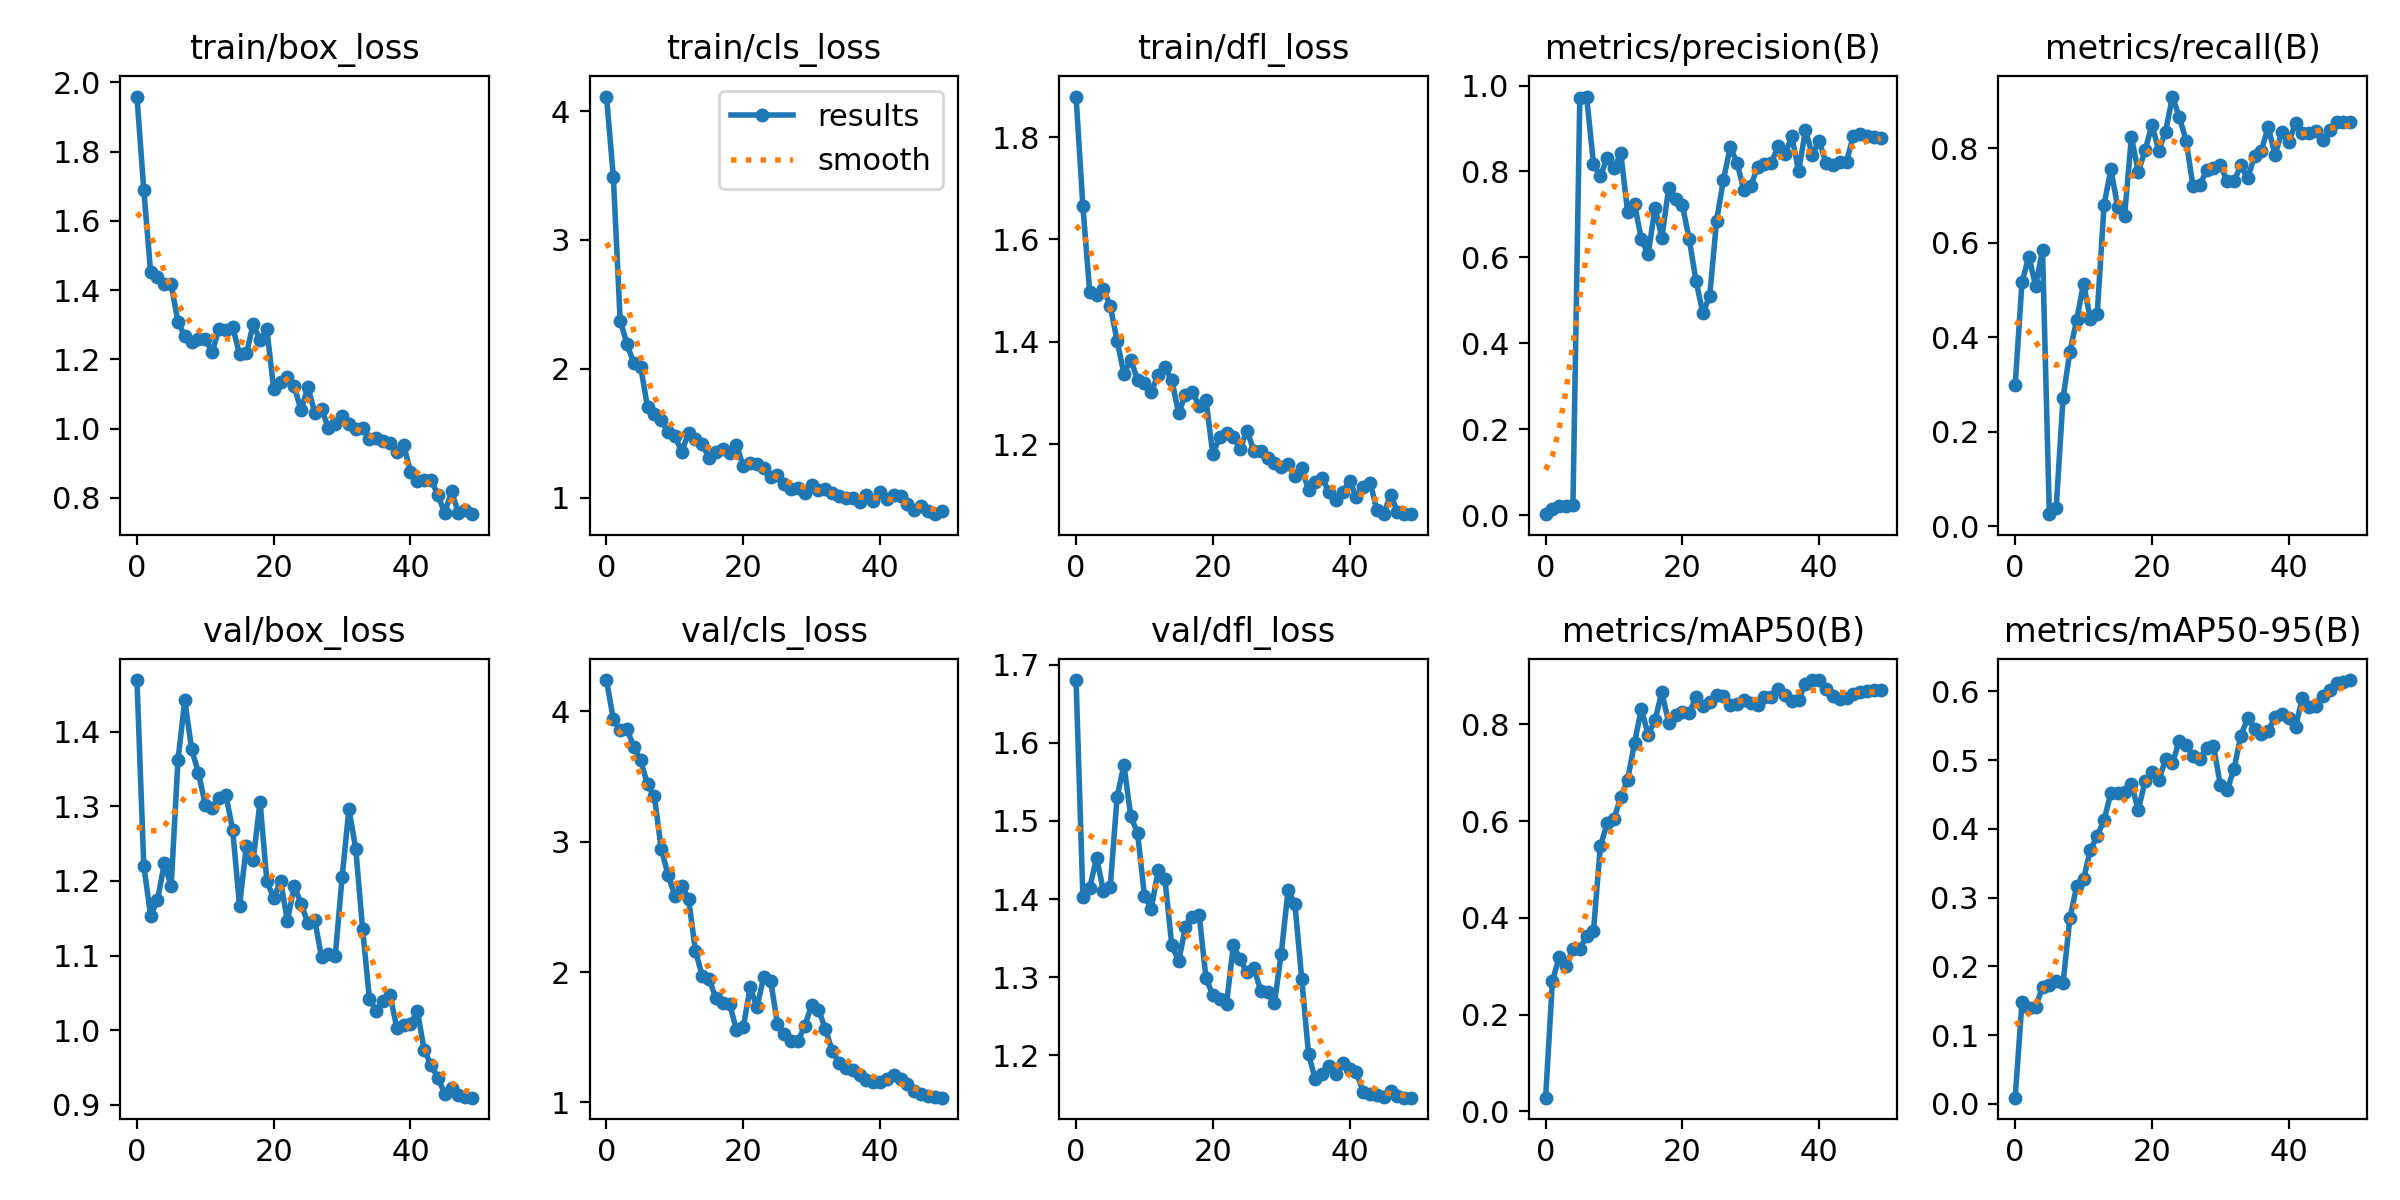 train/box_loss
train/cls_loss
train/dfl_loss
metrics/precision(B)
metrics/recall(B)
2.0
1.8
1.6
1.4
1.2
1.0
0.8
0 20 40
4
3
2
1
0 20 40
results
smooth
1.8
1.6
1.4
1.2
0 20 40
1.0
0.8
0.6
0.4
0.2
0.0
0 20 40
0.8
0.6
0.4
0.2
0.0
0 20 40
val/box_loss
val/cls_loss
val/dfl_loss
metrics/mAP50(B)
metrics/mAP50-95(B)
1.4
1.3
1.2
1.1
1.0
0.9
0 20 40
4
3
2
1
0 20 40
1.7
1.6
1.5
1.4
1.3
1.2
0 20 40
0.8
0.6
0.4
0.2
0.0
0 20 40
0.6
0.5
0.4
0.3
0.2
0.1
0.0
0 20 40